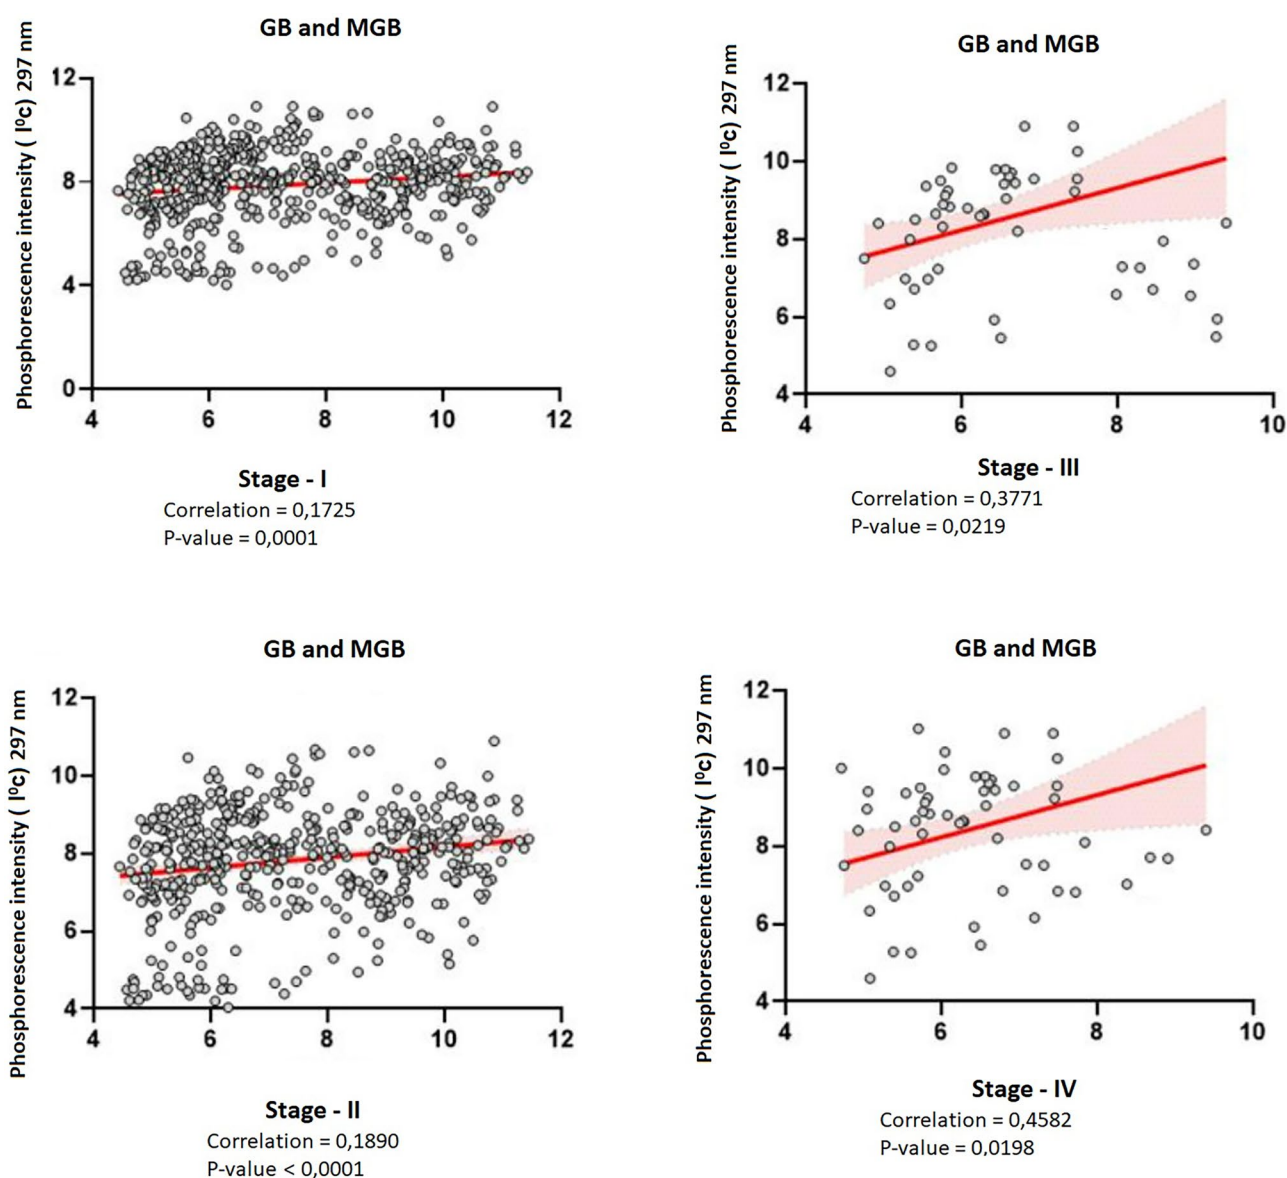 GB and MGB
Phosphorescence intensity ( I⁰c) 297 nm
12
8
4
0
4 6 8 10 12
Stage - I
Correlation = 0,1725
P-value = 0,0001
GB and MGB
Phosphorescence intensity ( I⁰c) 297 nm
12
10
8
6
4
4 6 8 10
Stage - III
Correlation = 0,3771
P-value = 0,0219
GB and MGB
Phosphorescence intensity ( I⁰c) 297 nm
12
10
8
6
4
4 6 8 10 12
Stage - II
Correlation = 0,1890
P-value < 0,0001
GB and MGB
Phosphorescence intensity ( I⁰c) 297 nm
12
10
8
6
4
4 6 8 10
Stage - IV
Correlation = 0,4582
P-value = 0,0198